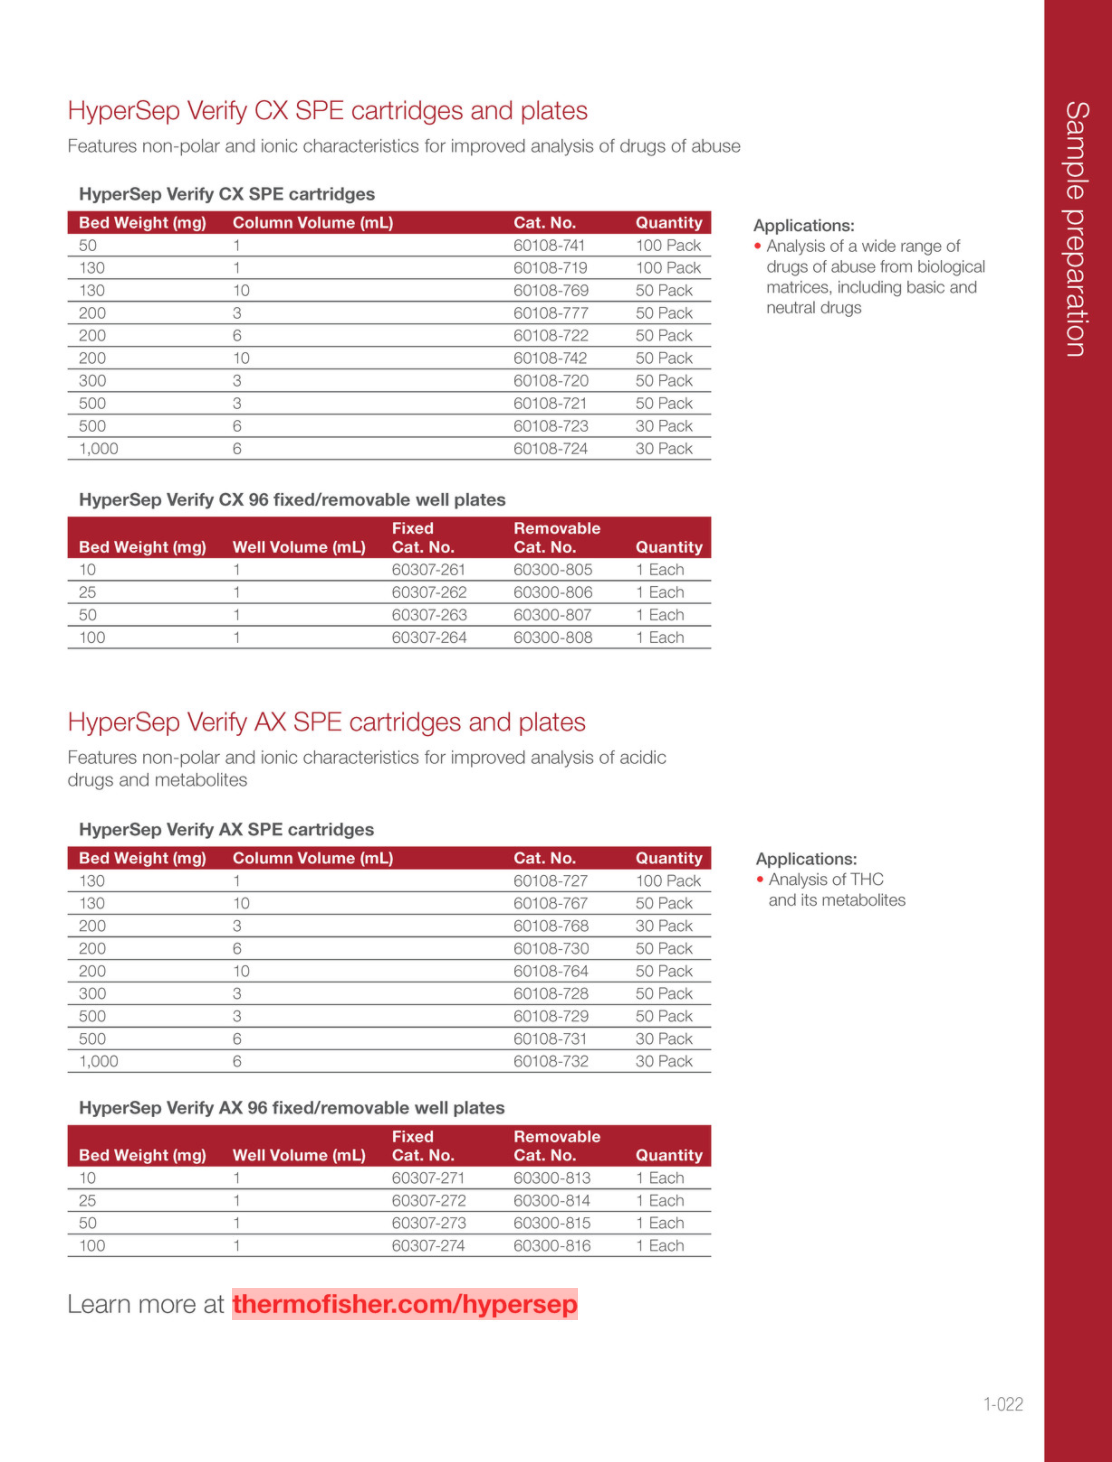 HyperSep Verify CX SPE cartridges and plates
Features non-polar and ionic characteristics for improved analysis of drugs of abuse
HyperSep Verify CX SPE cartridges
Bed Weight (mg) Column Volume (mL) Cat. No. Quantity
50 1 60108-741 100 Pack
130 1 60108-719 100 Pack
130 10 60108-769 50 Pack
200 3 60108-777 50 Pack
200 6 60108-722 50 Pack
200 10 60108-742 50 Pack
300 3 60108-720 50 Pack
500 3 60108-721 50 Pack
500 6 60108-723 30 Pack
1,000 6 60108-724 30 Pack
Applications:
• Analysis of a wide range of
drugs of abuse from biological
matrices, including basic and
neutral drugs
HyperSep Verify CX 96 fixed/removable well plates
Fixed Removable
Bed Weight (mg) Well Volume (mL) Cat. No. Cat. No. Quantity
10 1 60307-261 60300-805 1 Each
25 1 60307-262 60300-806 1 Each
50 1 60307-263 60300-807 1 Each
100 1 60307-264 60300-808 1 Each
HyperSep Verify AX SPE cartridges and plates
Features non-polar and ionic characteristics for improved analysis of acidic
drugs and metabolites
HyperSep Verify AX SPE cartridges
Bed Weight (mg) Column Volume (mL) Cat. No. Quantity
130 1 60108-727 100 Pack
130 10 60108-767 50 Pack
200 3 60108-768 30 Pack
200 6 60108-730 50 Pack
200 10 60108-764 50 Pack
300 3 60108-728 50 Pack
500 3 60108-729 50 Pack
500 6 60108-731 30 Pack
1,000 6 60108-732 30 Pack
Applications:
• Analysis of THC
and its metabolites
HyperSep Verify AX 96 fixed/removable well plates
Fixed Removable
Bed Weight (mg) Well Volume (mL) Cat. No. Cat. No. Quantity
10 1 60307-271 60300-813 1 Each
25 1 60307-272 60300-814 1 Each
50 1 60307-273 60300-815 1 Each
100 1 60307-274 60300-816 1 Each
Learn more at thermofisher.com/hypersep
Sample preparation
1-022